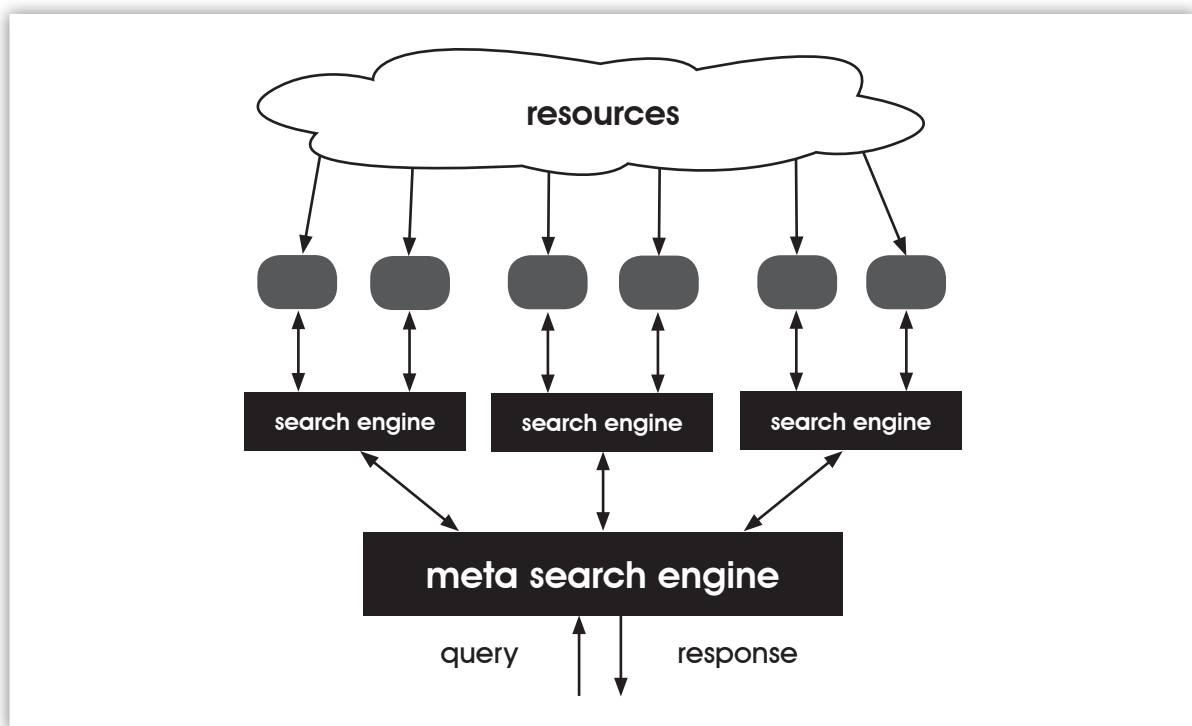 resources
search engine
search engine
search engine
meta search engine
query
response